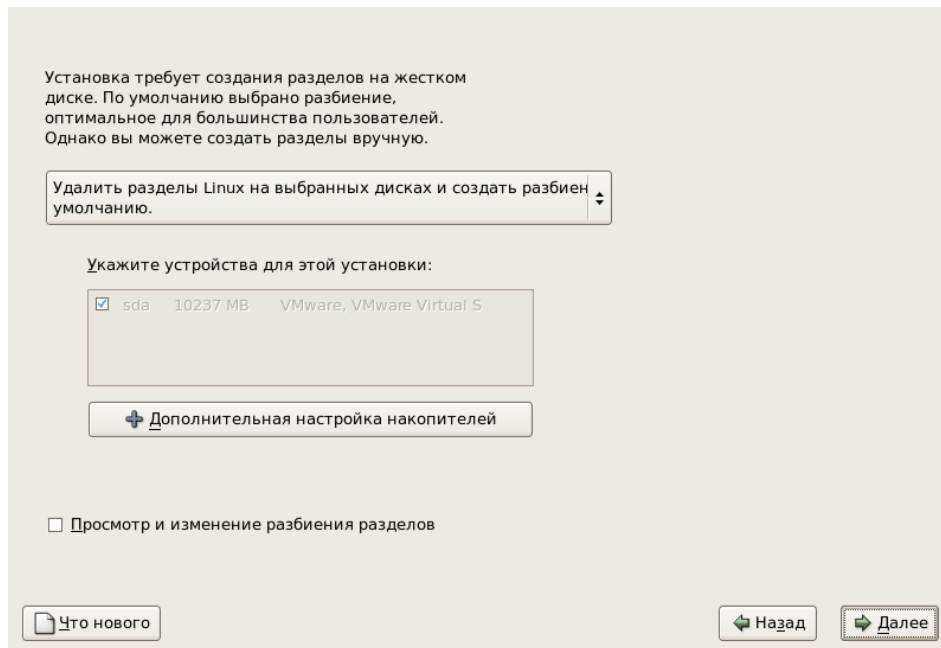 Установка требует создания разделов на жестком
диске. По умолчанию выбрано разбиение,
оптимальное для большинства пользователей.
Однако вы можете создать разделы вручную.
Удалить разделы Linux на выбранных дисках и создать разбиен
умолчанию.
Укажите устройства для этой установки:
sda 10237 MB VMware, VMware Virtual S
Дополнительная настройка накопителей
Просмотр и изменение разбиения разделов
Что нового
Назад
Далее